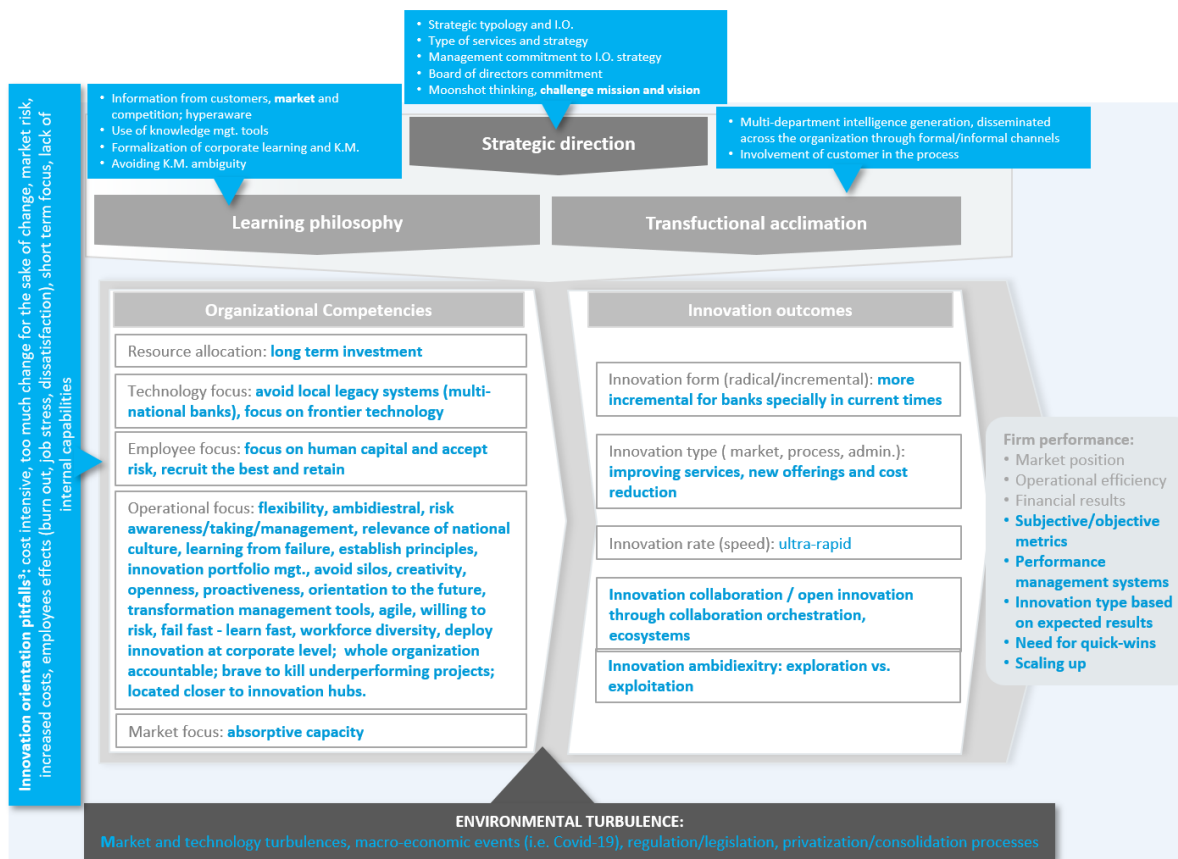 • Strategic typology and I.O.
• Type of services and strategy
• Management commitment to I.O. strategy
• Board of directors commitment
• Moonshot thinking, challenge mission and vision
• Information from customers, market and
competition; hyperaware
• Use of knowledge mgt. tools
• Formalization of corporate learning and K.M.
• Avoiding K.M. ambiguity
• Multi-department intelligence generation, disseminated
across the organization through formal/informal channels
• Involvement of customer in the process
Strategic direction
Learning philosophy
Transfuctional acclimation
Innovation orientation pitfalls³: cost intensive, too much change for the sake of change, market risk,
increased costs, employees effects (burn out, job stress, dissatisfaction), short term focus, lack of
internal capabilities
Organizational Competencies
Resource allocation: long term investment
Technology focus: avoid local legacy systems (multi-
national banks), focus on frontier technology
Employee focus: focus on human capital and accept
risk, recruit the best and retain
Operational focus: flexibility, ambidiestral, risk
awareness/taking/management, relevance of national
culture, learning from failure, establish principles,
innovation portfolio mgt., avoid silos, creativity,
openness, proactiveness, orientation to the future,
transformation management tools, agile, willing to
risk, fail fast - learn fast, workforce diversity, deploy
innovation at corporate level;  whole organization
accountable; brave to kill underperforming projects;
located closer to innovation hubs.
Market focus: absorptive capacity
Innovation outcomes
Innovation form (radical/incremental): more
incremental for banks specially in current times
Innovation type ( market, process, admin.):
improving services, new offerings and cost
reduction
Innovation rate (speed): ultra-rapid
Innovation collaboration / open innovation
through collaboration orchestration,
ecosystems
Innovation ambidiexitry: exploration vs.
exploitation
Firm performance:
• Market position
• Operational efficiency
• Financial results
• Subjective/objective
metrics
• Performance
management systems
• Innovation type based
on expected results
• Need for quick-wins
• Scaling up
ENVIRONMENTAL TURBULENCE:
Market and technology turbulences, macro-economic events (i.e. Covid-19), regulation/legislation, privatization/consolidation processes